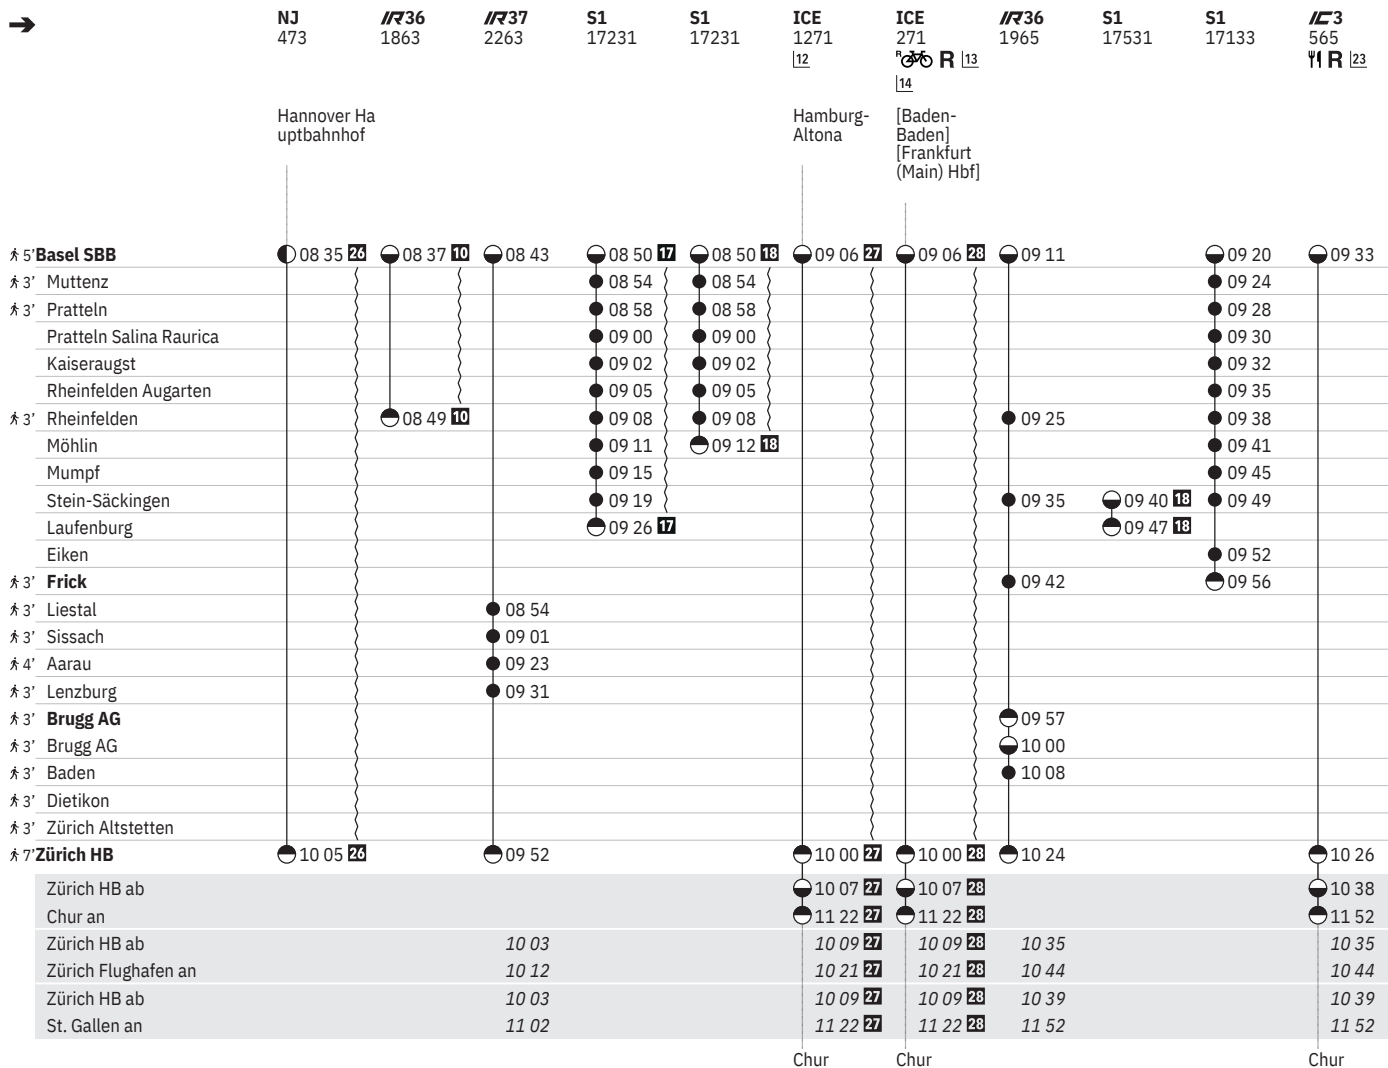 NJ IR36 IR37 S1 S1 ICE ICE IR36 S1 S1 IC3
473 1863 2263 17231 17231 1271 271 1965 17531 17133 565
12 R R 13 R 23
14
Hannover Ha
uptbahnhof
Hamburg-
Altona
[Baden-
Baden]
[Frankfurt
(Main) Hbf]
5' Basel SBB 08 35 26 08 37 10 08 43 08 50 17 08 50 18 09 06 27 09 06 28 09 11 09 20 09 33
3' Muttenz 08 54 08 54 09 24
3' Pratteln 08 58 08 58 09 28
Pratteln Salina Raurica 09 00 09 00 09 30
Kaiseraugst 09 02 09 02 09 32
Rheinfelden Augarten 09 05 09 05 09 35
3' Rheinfelden 08 49 10 09 08 09 08 09 25 09 38
Möhlin 09 11 09 12 18 09 41
Mumpf 09 15 09 45
Stein-Säckingen 09 19 09 35 09 40 18 09 49
Laufenburg 09 26 17 09 47 18
Eiken 09 52
3' Frick 09 42 09 56
3' Liestal 08 54
3' Sissach 09 01
4' Aarau 09 23
3' Lenzburg 09 31
3' Brugg AG 09 57
3' Brugg AG 10 00
3' Baden 10 08
3' Dietikon
3' Zürich Altstetten
7' Zürich HB 10 05 26 09 52 10 00 27 10 00 28 10 24 10 26
Zürich HB ab 10 07 27 10 07 28 10 38
Chur an 11 22 27 11 22 28 11 52
Zürich HB ab 10 03 10 09 27 10 09 28 10 35 10 35
Zürich Flughafen an 10 12 10 21 27 10 21 28 10 44 10 44
Zürich HB ab 10 03 10 09 27 10 09 28 10 39 10 39
St. Gallen an 11 02 11 22 27 11 22 28 11 52 11 52
Chur Chur Chur